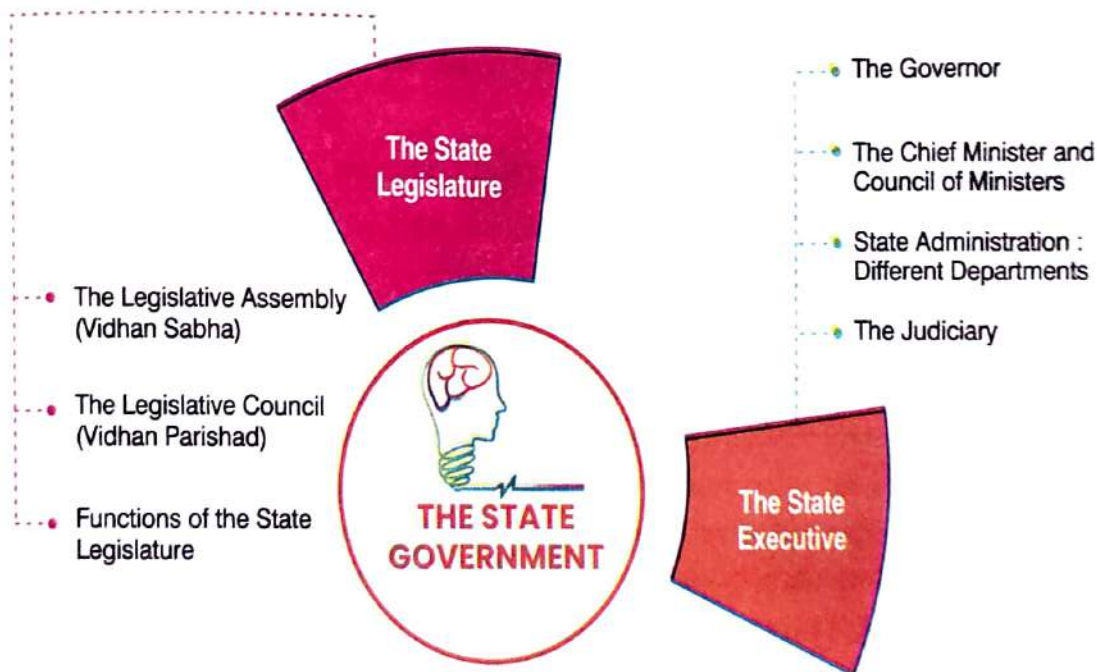 The State
Legislature
The Legislative Assembly
(Vidhan Sabha)
The Legislative Council
(Vidhan Parishad)
Functions of the State
Legislature
THE STATE
GOVERNMENT
The Governor
The Chief Minister and
Council of Ministers
State Administration :
Different Departments
The Judiciary
The State
Executive